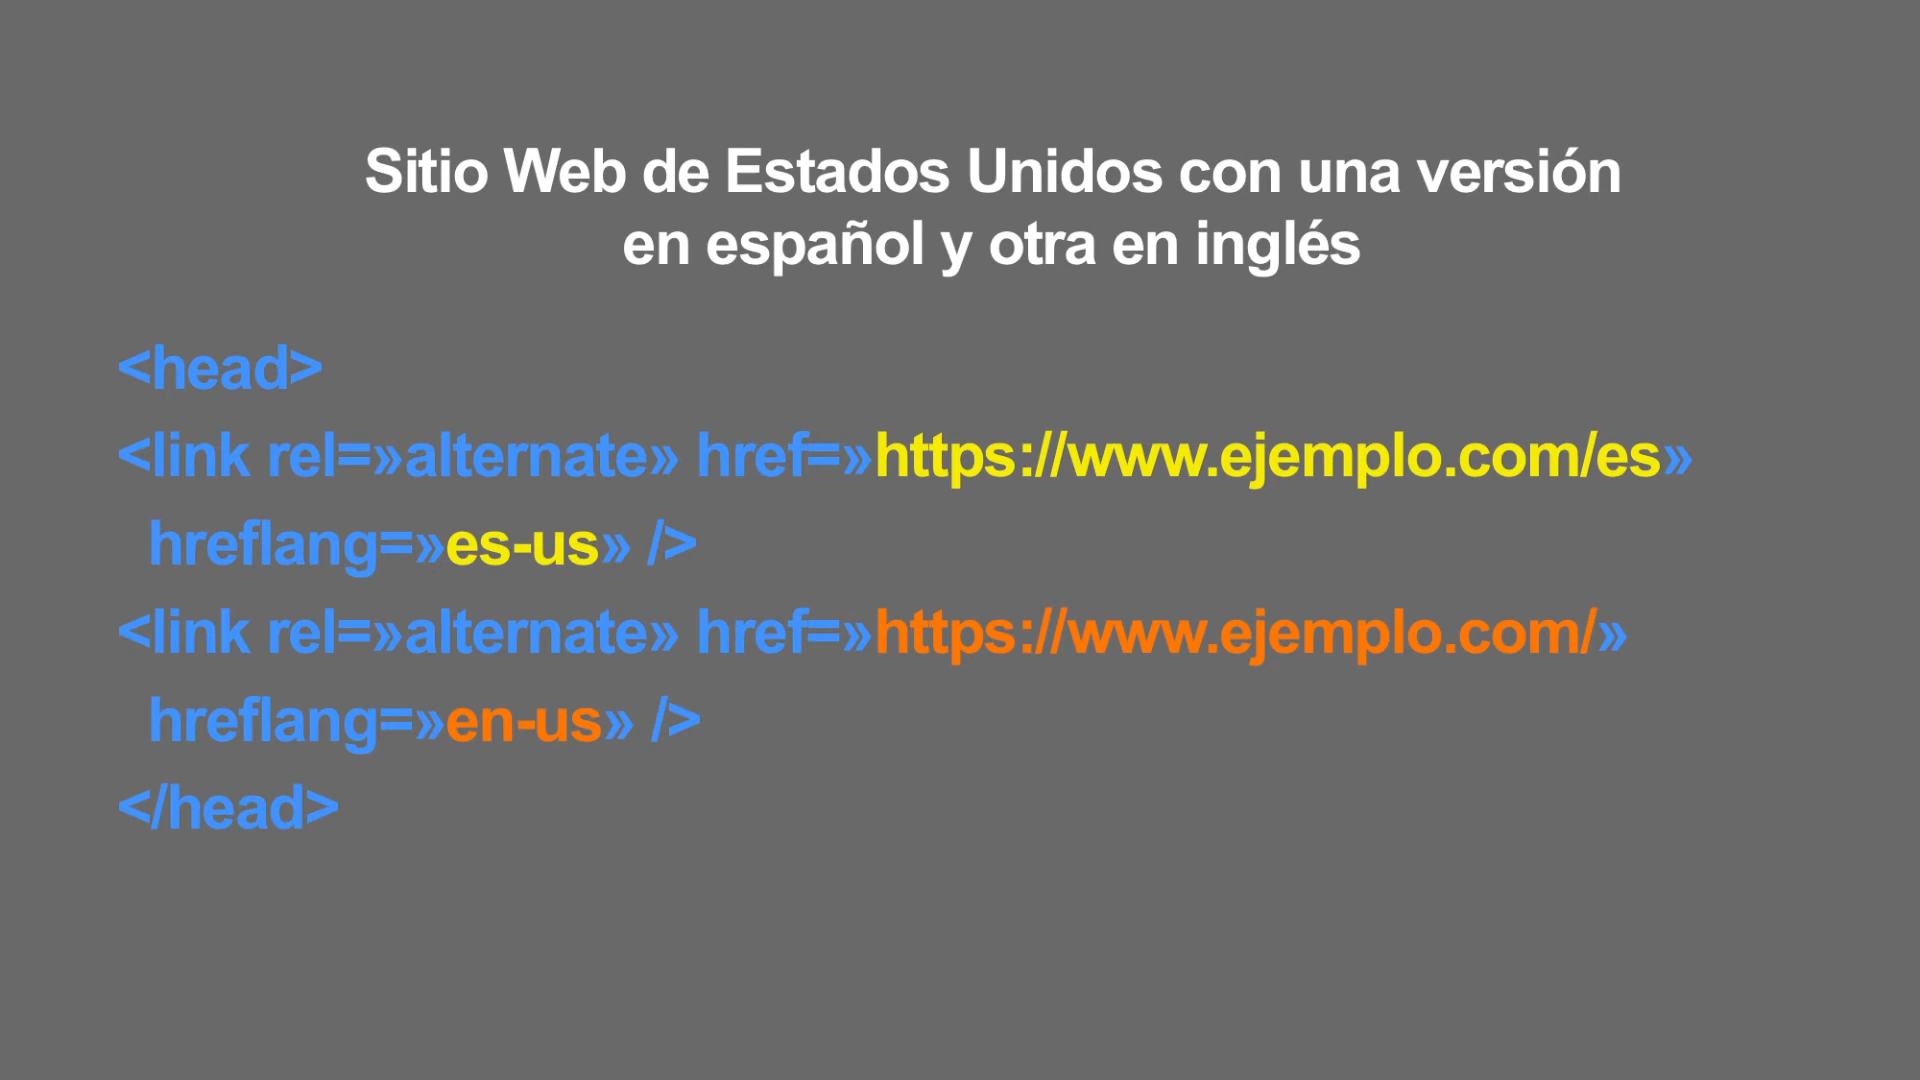 Sitio Web de Estados Unidos con una versión
en español y otra en inglés
<head>
<link rel=»alternate» href=»https://www.ejemplo.com/es»
hreflang=»es-us» />
<link rel=»alternate» href=»https://www.ejemplo.com/»
hreflang=»en-us» />
</head>